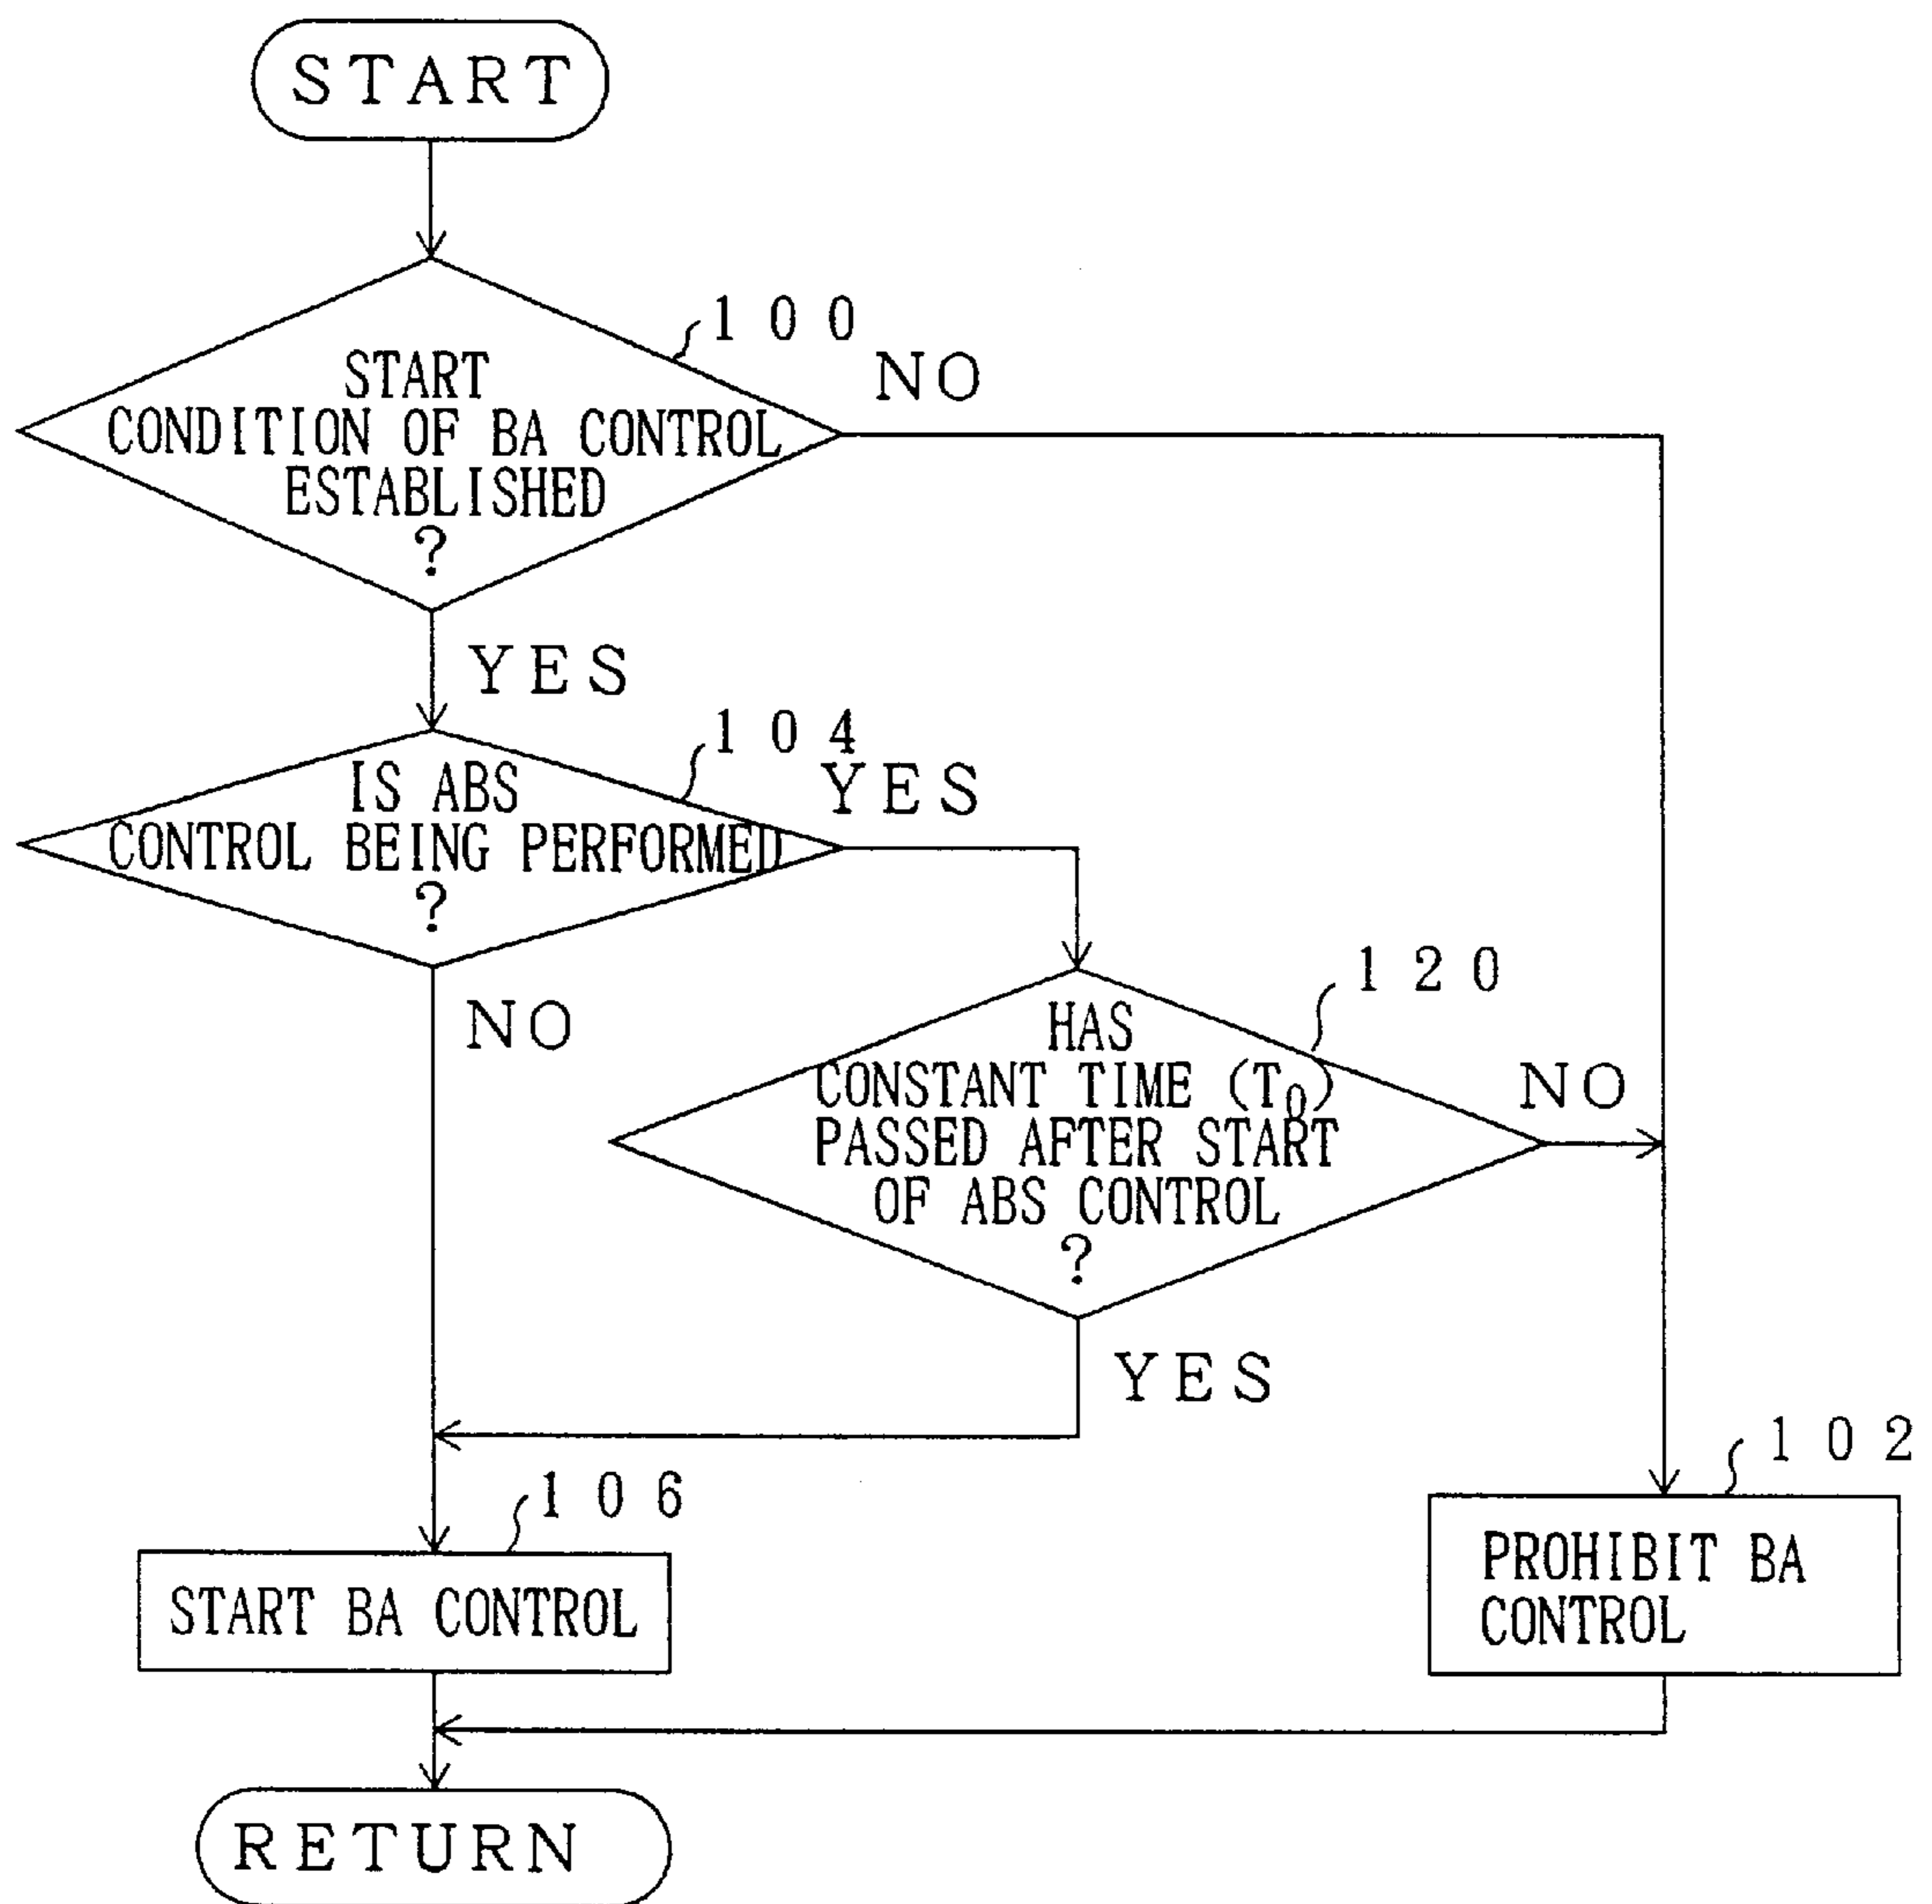 START
100
START
CONDITION OF BA CONTROL
ESTABLISHED
?
NO
YES
104
IS ABS
CONTROL BEING PERFORMED
?
YES
NO
120
HAS
CONSTANT TIME (T0)
PASSED AFTER START
OF ABS CONTROL
?
NO
YES
106
START BA CONTROL
102
PROHIBIT BA
CONTROL
RETURN